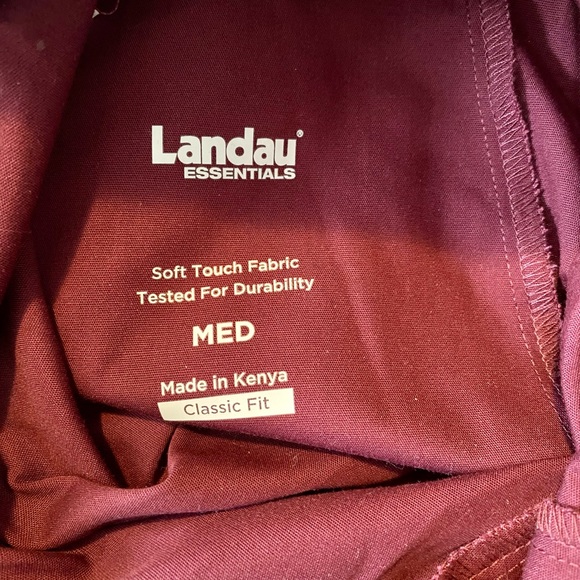 Landau®
ESSENTIALS
Soft Touch Fabric
Tested For Durability
MED
Made in Kenya
Classic Fit